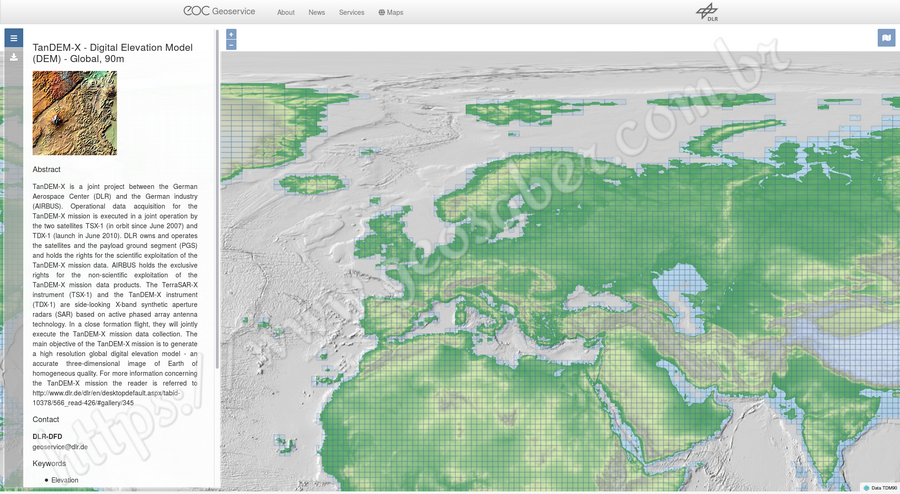 EOC Geoservice
About
News
Services
Maps
DLR
TanDEM-X - Digital Elevation Model
(DEM) - Global, 90m
Abstract
TanDEM-X is a joint project between the German
Aerospace Center (DLR) and the German industry
(AIRBUS). Operational data acquisition for the
TanDEM-X mission is executed in a joint operation by
the two satellites TSX-1 (in orbit since June 2007) and
TDX-1 (launch in June 2010). DLR owns and operates
the satellites and the payload ground segment (PGS)
and holds the rights for the scientific exploitation of the
TanDEM-X mission data. AIRBUS holds the exclusive
rights for the non-scientific exploitation of the
TanDEM-X mission data products. The TerraSAR-X
instrument (TSX-1) and the TanDEM-X instrument
(TDX-1) are side-looking X-band synthetic aperture
radars (SAR) based on active phased array antenna
technology. In a close formation flight, they will jointly
execute the TanDEM-X mission data collection. The
main objective of the TanDEM-X mission is to generate
a high resolution global digital elevation model - an
accurate three-dimensional image of Earth of
homogeneous quality. For more information concerning
the TanDEM-X mission the reader is referred to
http://www.dlr.de/dlr/en/desktopdefault.aspx/tabid-
10378/566_read-426/#gallery/345
Contact
DLR-DFD
geoservice@dlr.de
Keywords
• Elevation
+
−
Data TDM90
https://www.geosaber.com.br